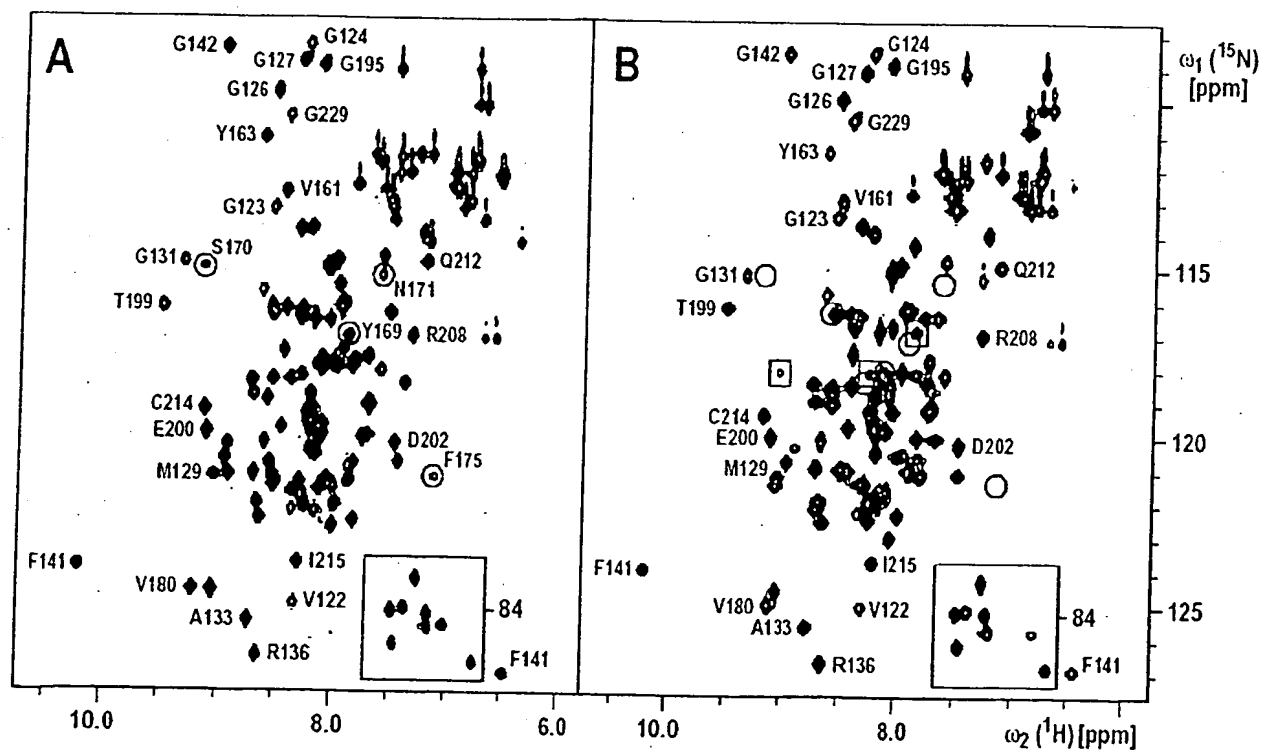 A
G142
G124
G127
G195
G126
G229
Y163
V161
G123
S170
G131
Q212
N171
T199
Y169
R208
C214
E200
D202
F175
M129
F141
I215
V180
V122
84
A133
R136
F141
10.0
8.0
6.0
B
G142
G124
G127
G195
G126
G229
Y163
V161
G123
G131
Q212
T199
R208
C214
E200
D202
M129
F141
I215
V180
V122
84
A133
R136
F141
10.0
8.0
ω₂ (¹H) [ppm]
ω₁ (¹⁵N)
[ppm]
115
120
125